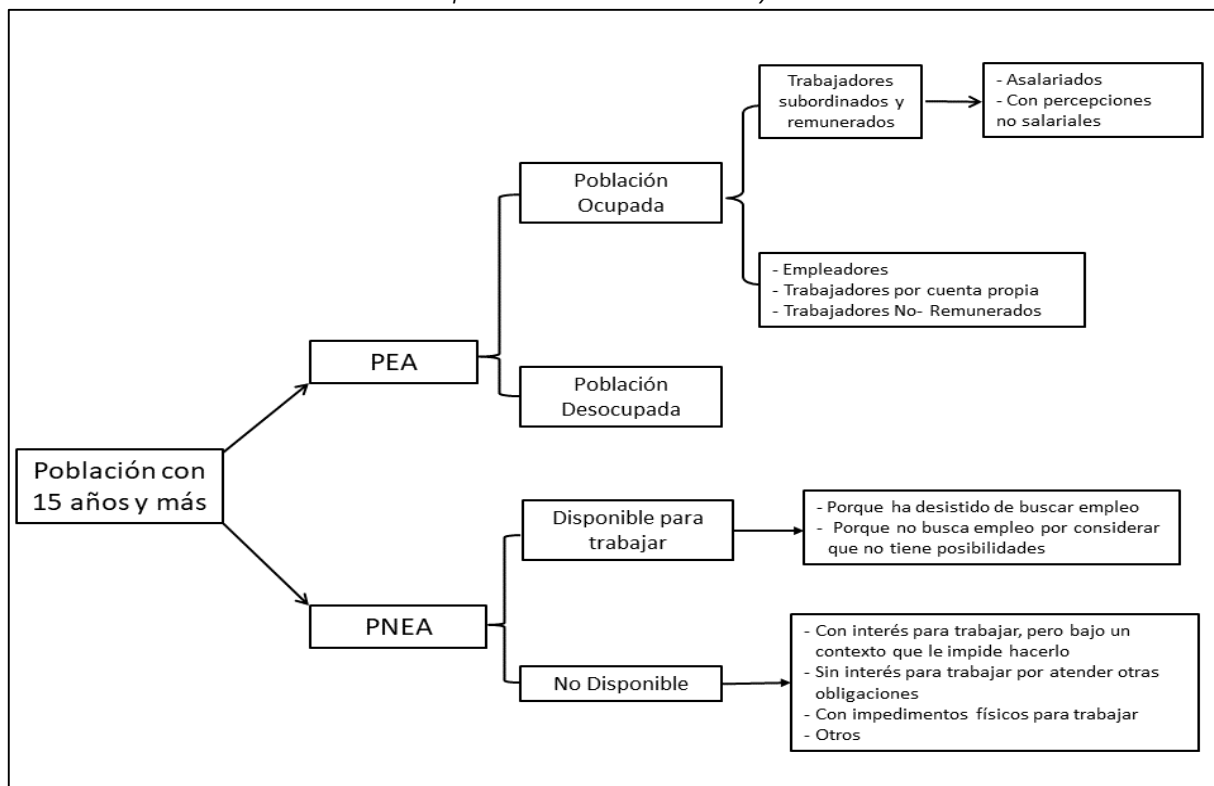 Trabajadores
subordinados y
remunerados
- Asalariados
- Con percepciones
no salariales
Población
Ocupada
- Empleadores
- Trabajadores por cuenta propia
- Trabajadores No- Remunerados
PEA
Población
Desocupada
Población con
15 años y más
Disponible para
trabajar
- Porque ha desistido de buscar empleo
- Porque no busca empleo por considerar
que no tiene posibilidades
PNEA
No Disponible
- Con interés para trabajar, pero bajo un
contexto que le impide hacerlo
- Sin interés para trabajar por atender otras
obligaciones
- Con impedimentos físicos para trabajar
- Otros